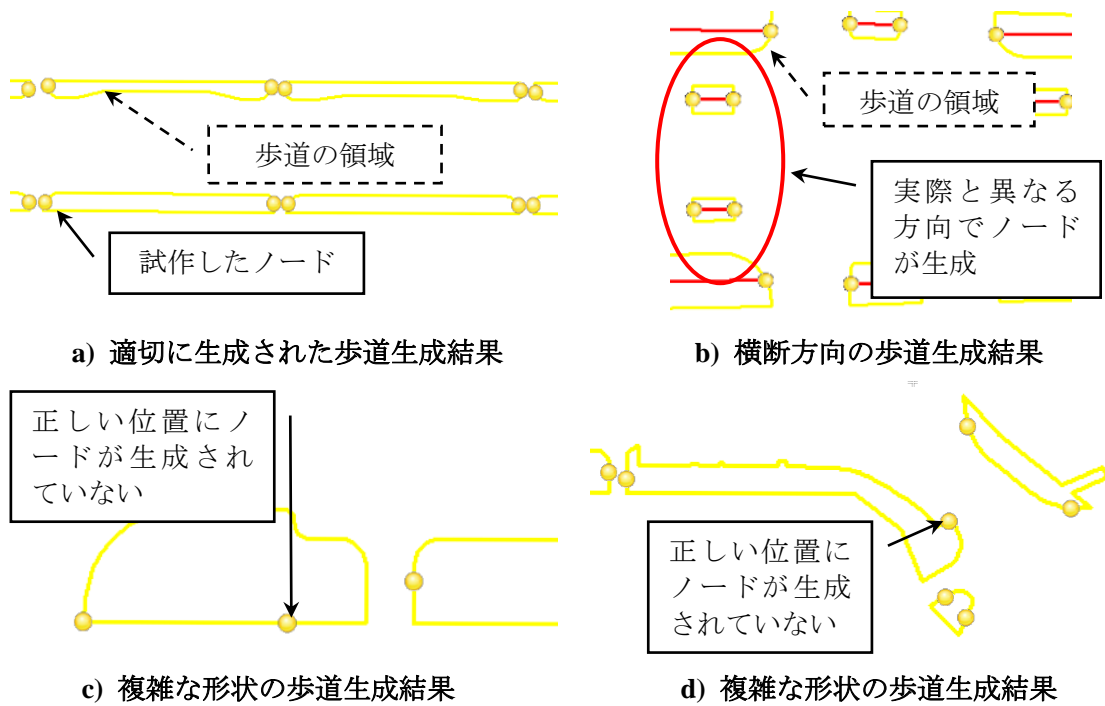 歩道の領域
試作したノード
a) 適切に生成された歩道生成結果
歩道の領域
実際と異なる
方向でノード
が生成
b) 横断方向の歩道生成結果
正しい位置にノ
ードが生成され
ていない
c) 複雑な形状の歩道生成結果
正しい位置に
ノードが生成
されていない
d) 複雑な形状の歩道生成結果